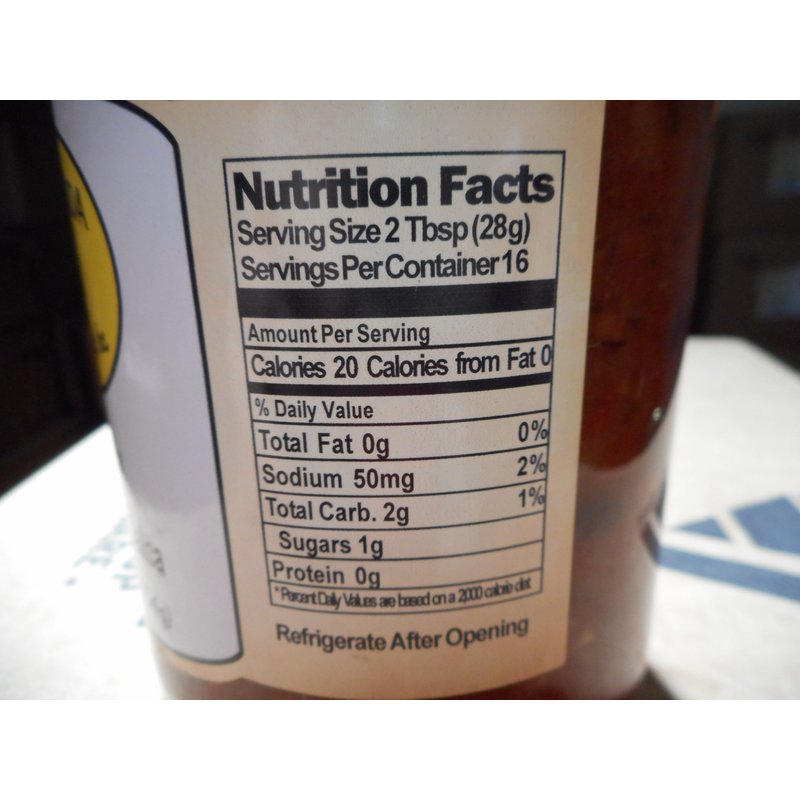 Nutrition Facts
Serving Size 2 Tbsp (28g)
Servings Per Container 16
Amount Per Serving
Calories 20 Calories from Fat 0
% Daily Value
Total Fat 0g 0%
Sodium 50mg 2%
Total Carb. 2g 1%
Sugars 1g
Protein 0g
*Percent Daily Values are based on a 2,000 calorie diet
Refrigerate After Opening